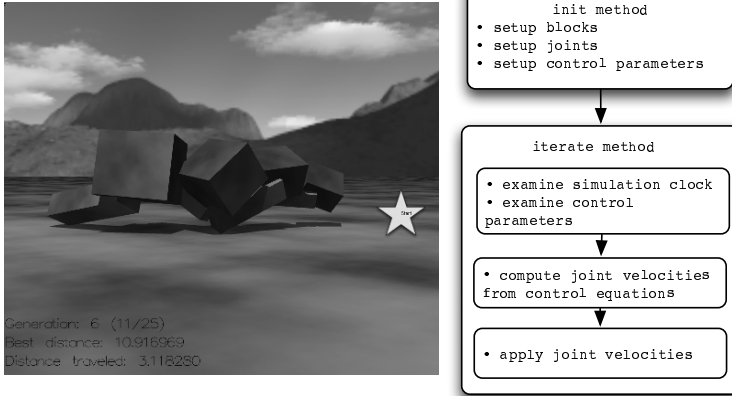 Generation: 6 (11/25)
Best distance: 10.916969
Distance traveled: 3.118280
Start
init method
• setup blocks
• setup joints
• setup control parameters
iterate method
• examine simulation clock
• examine control
parameters
• compute joint velocities
from control equations
• apply joint velocities